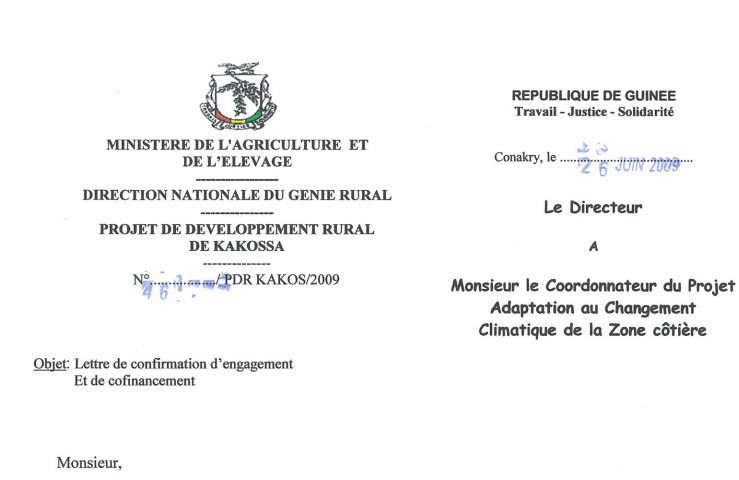 MINISTERE DE L'AGRICULTURE ET
DE L'ELEVAGE
----------------
DIRECTION NATIONALE DU GENIE RURAL
--------------
PROJET DE DEVELOPPEMENT RURAL
DE KAKOSSA
-------------
N°................/ PDR KAKOS/2009
REPUBLIQUE DE GUINEE
Travail - Justice - Solidarité
Conakry, le ................................
26 JUIN 2009
Le Directeur
A
Monsieur le Coordonnateur du Projet
Adaptation au Changement
Climatique de la Zone côtière
Objet: Lettre de confirmation d'engagement
Et de cofinancement
Monsieur,